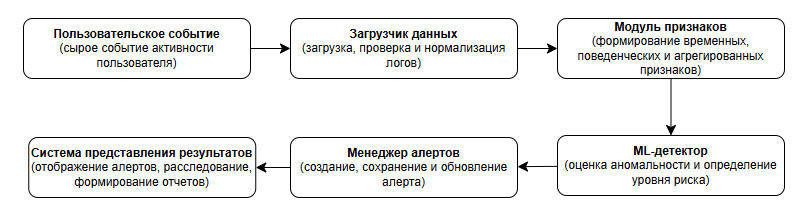 Пользовательское событие
(сырое событие активности
пользователя)
Загрузчик данных
(загрузка, проверка и нормализация
логов)
Модуль признаков
(формирование временных,
поведенческих и агрегированных
признаков)
Система представления результатов
(отображение алертов, расследование,
формирование отчетов)
Менеджер алертов
(создание, сохранение и обновление
алерта)
ML-детектор
(оценка аномальности и определение
уровня риска)